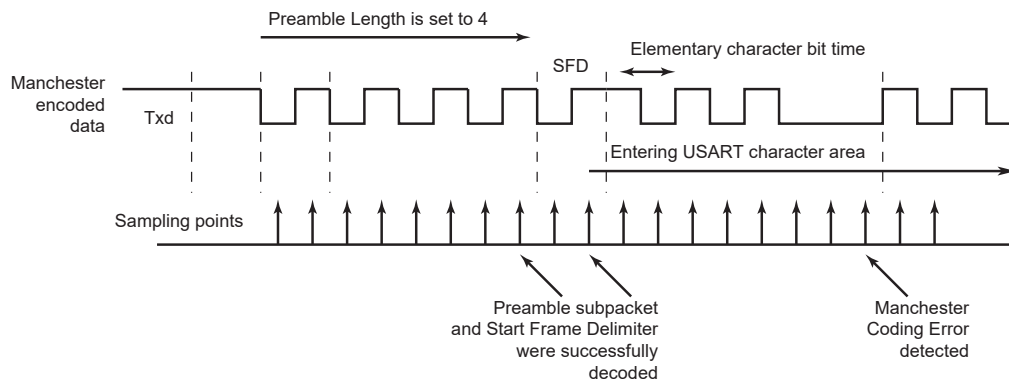 Preamble Length is set to 4
Elementary character bit time
SFD
Manchester
encoded
data
Txd
Entering USART character area
Sampling points
Preamble subpacket
and Start Frame Delimiter
were successfully
decoded
Manchester
Coding Error
detected